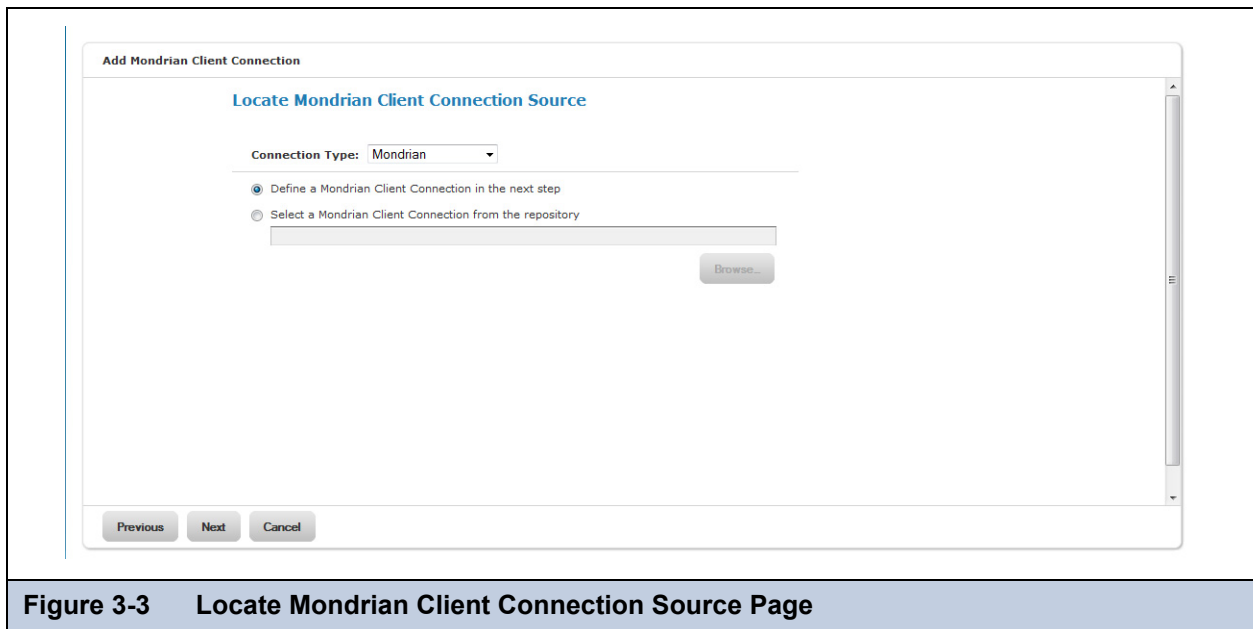 Add Mondrian Client Connection
Locate Mondrian Client Connection Source
Connection Type: Mondrian
Define a Mondrian Client Connection in the next step
Select a Mondrian Client Connection from the repository
Browse...
Previous Next Cancel
Figure 3-3 Locate Mondrian Client Connection Source Page